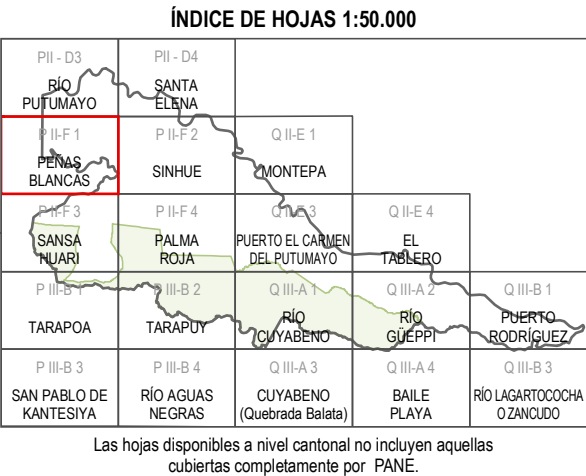 ÍNDICE DE HOJAS 1:50.000
PII - D3
RÍO
PUTUMAYO
PII - D4
SANTA
ELENA
P II-F 1
PEÑAS
BLANCAS
P II-F 2
SINHUE
Q II-E 1
MONTEPA
P II-F 3
SANSA
HUARI
P II-F 4
PALMA
ROJA
Q II-E 3
PUERTO EL CARMEN
DEL PUTUMAYO
Q II-E 4
EL
TABLERO
P III-B 1
TARAPOA
P III-B 2
TARAPUY
Q III-A 1
RÍO
CUYABENO
Q III-A 2
RÍO
GÜEPPI
Q III-B 1
PUERTO
RODRÍGUEZ
P III-B 3
SAN PABLO DE
KANTESIYA
P III-B 4
RÍO AGUAS
NEGRAS
Q III-A 3
CUYABENO
(Quebrada Balata)
Q III-A 4
BAILE
PLAYA
Q III-B 3
RÍO LAGARTOCOCHA
O ZANCUDO
Las hojas disponibles a nivel cantonal no incluyen aquellas
cubiertas completamente por PANE.